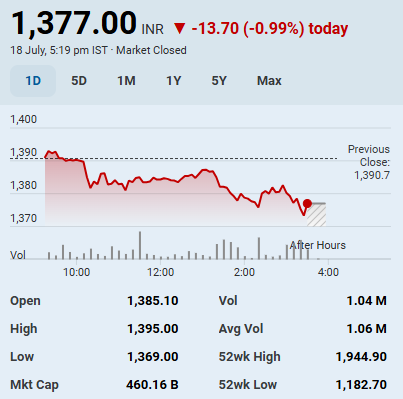 1,377.00 INR ▼ -13.70 (-0.99%) today
18 July, 5:19 pm IST · Market Closed
1D 5D 1M 1Y 5Y Max
1,400
Previous
Close:
1,390.7
1,390
1,380
1,370
After Hours
Vol
10:00 12:00 2:00 4:00
Open 1,385.10 Vol 1.04 M
High 1,395.00 Avg Vol 1.06 M
Low 1,369.00 52wk High 1,944.90
Mkt Cap 460.16 B 52wk Low 1,182.70